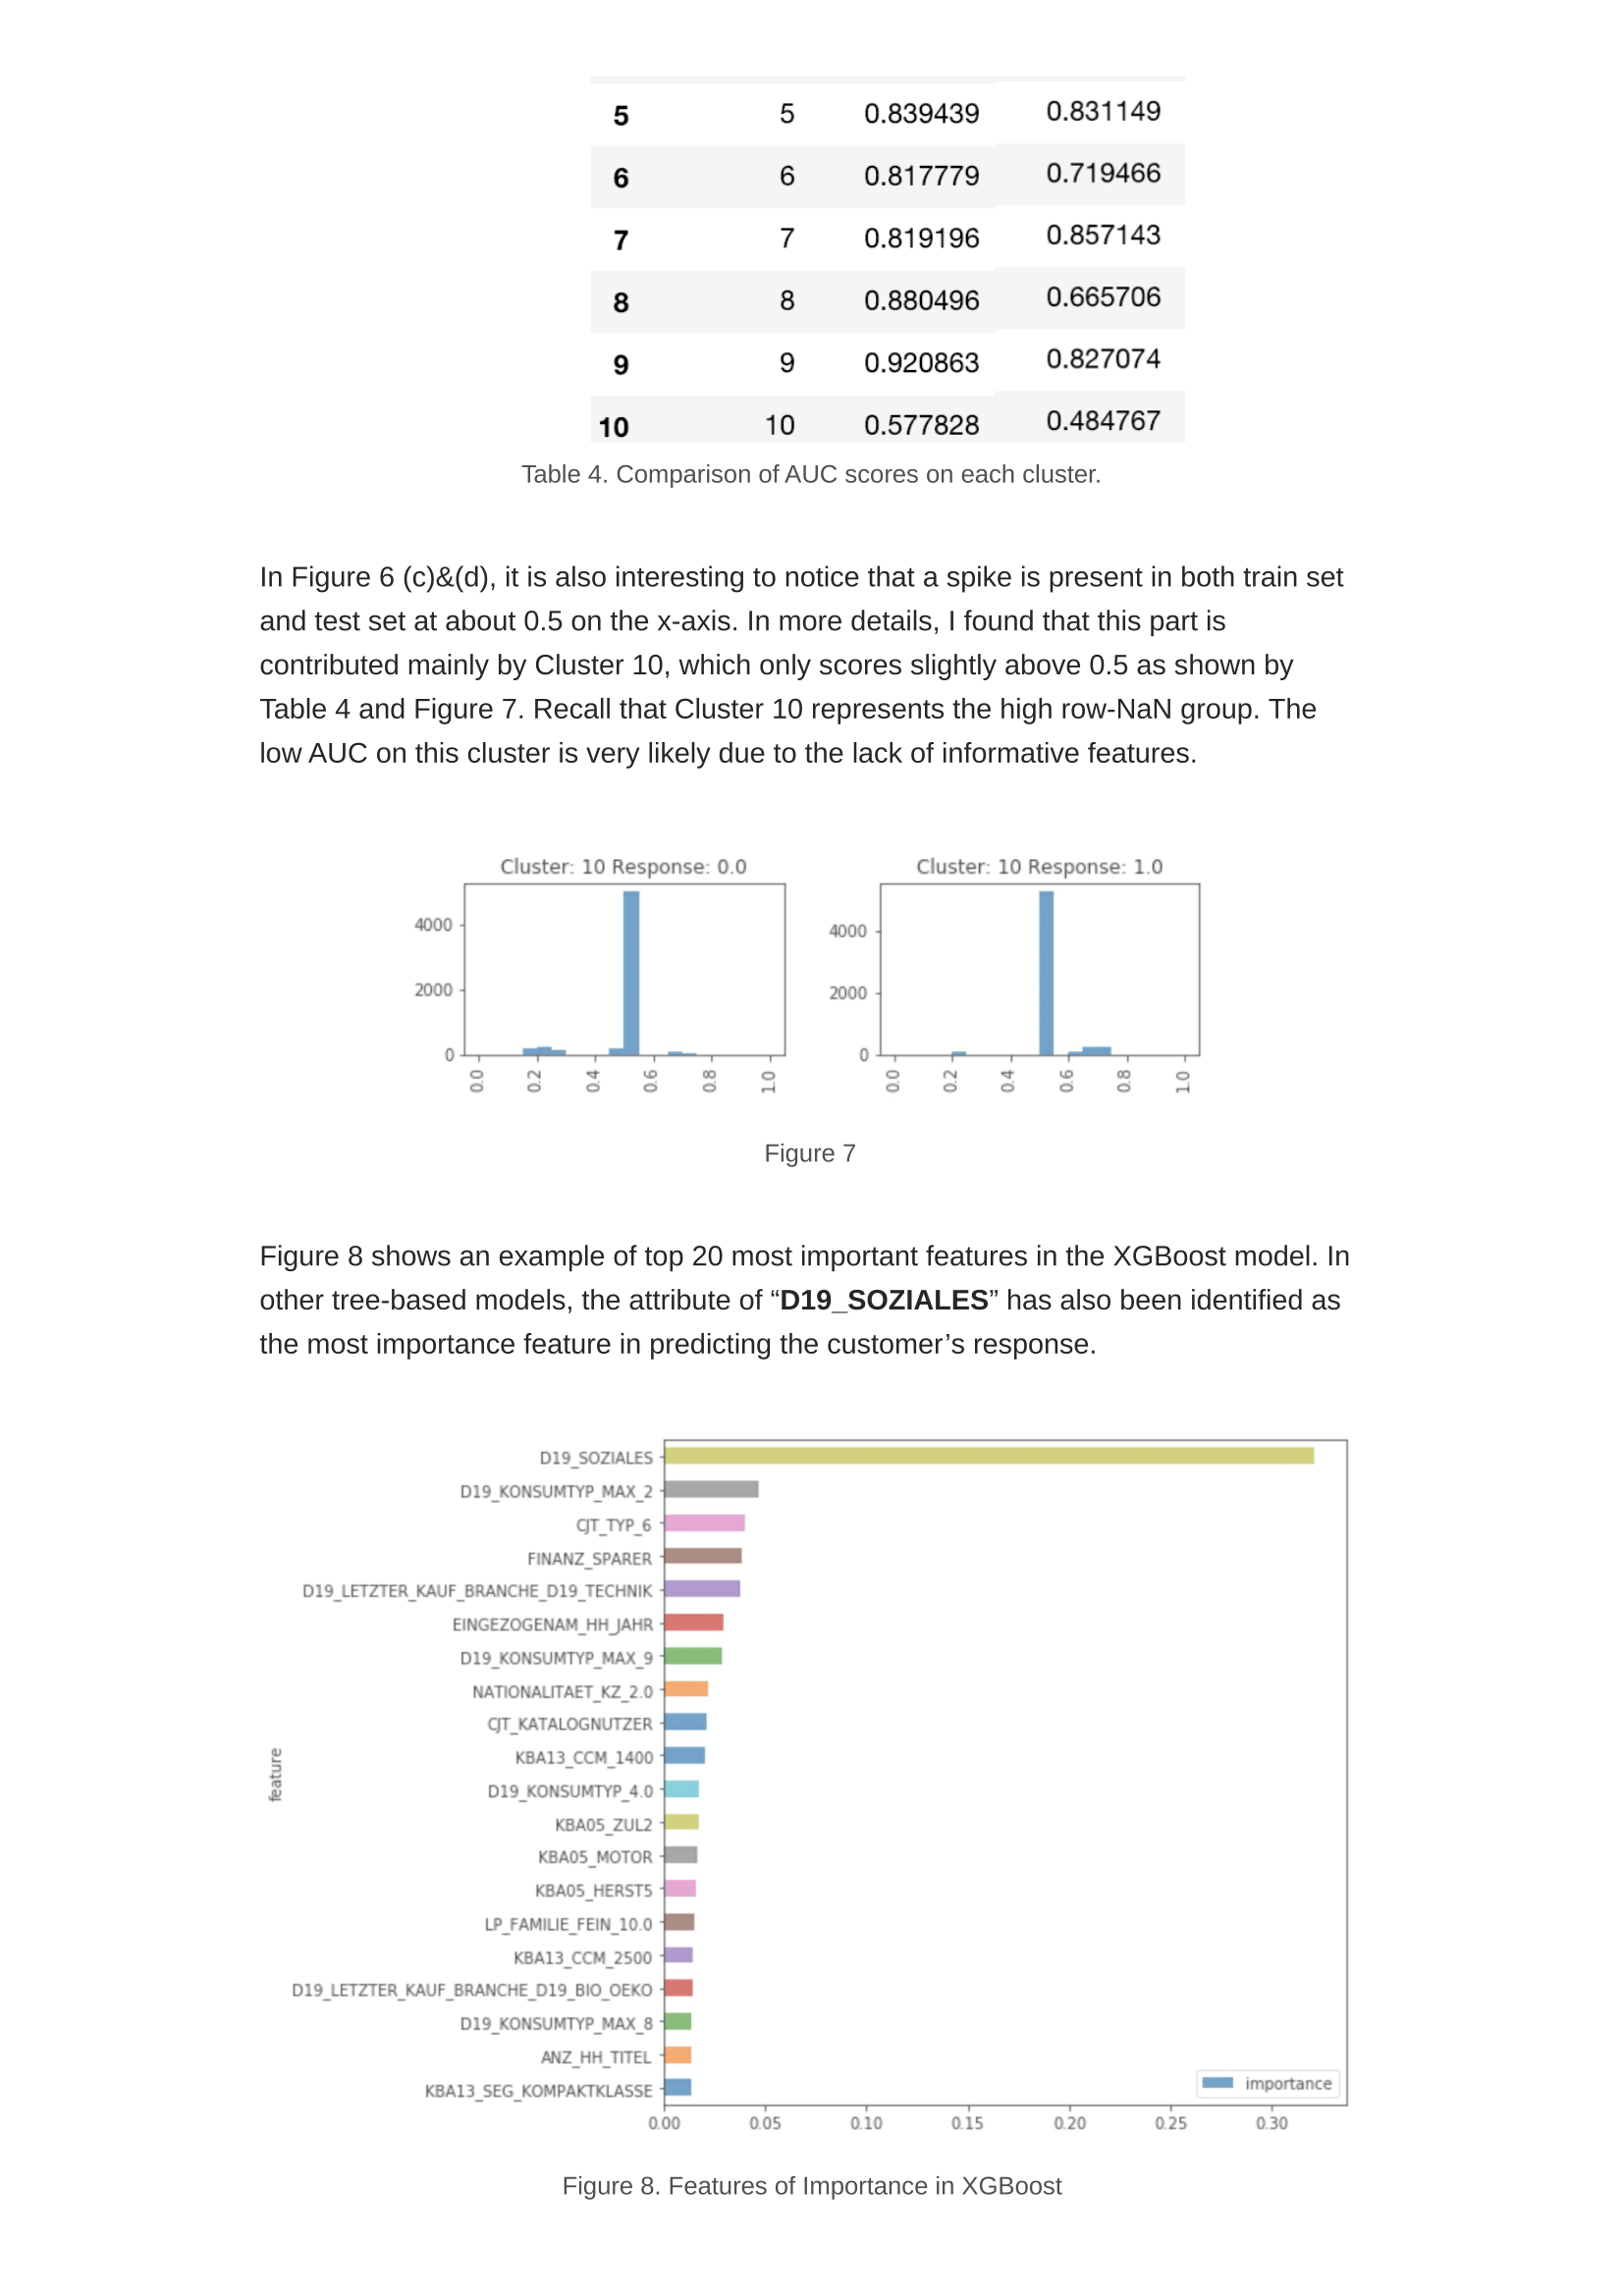 5 5 0.839439 0.831149
6 6 0.817779 0.719466
7 7 0.819196 0.857143
8 8 0.880496 0.665706
9 9 0.920863 0.827074
10 10 0.577828 0.484767
Table 4. Comparison of AUC scores on each cluster.
In Figure 6 (c)&(d), it is also interesting to notice that a spike is present in both train set
and test set at about 0.5 on the x-axis. In more details, I found that this part is
contributed mainly by Cluster 10, which only scores slightly above 0.5 as shown by
Table 4 and Figure 7. Recall that Cluster 10 represents the high row-NaN group. The
low AUC on this cluster is very likely due to the lack of informative features.
Cluster: 10 Response: 0.0
4000
2000
0
0.0 0.2 0.4 0.6 0.8 1.0
Cluster: 10 Response: 1.0
4000
2000
0
0.0 0.2 0.4 0.6 0.8 1.0
Figure 7
Figure 8 shows an example of top 20 most important features in the XGBoost model. In
other tree-based models, the attribute of “D19_SOZIALES” has also been identified as
the most importance feature in predicting the customer’s response.
feature
D19_SOZIALES
D19_KONSUMTYP_MAX_2
CJT_TYP_6
FINANZ_SPARER
D19_LETZTER_KAUF_BRANCHE_D19_TECHNIK
EINGEZOGENAM_HH_JAHR
D19_KONSUMTYP_MAX_9
NATIONALITAET_KZ_2.0
CJT_KATALOGNUTZER
KBA13_CCM_1400
D19_KONSUMTYP_4.0
KBA05_ZUL2
KBA05_MOTOR
KBA05_HERST5
LP_FAMILIE_FEIN_10.0
KBA13_CCM_2500
D19_LETZTER_KAUF_BRANCHE_D19_BIO_OEKO
D19_KONSUMTYP_MAX_8
ANZ_HH_TITEL
KBA13_SEG_KOMPAKTKLASSE
importance
0.00 0.05 0.10 0.15 0.20 0.25 0.30
Figure 8. Features of Importance in XGBoost